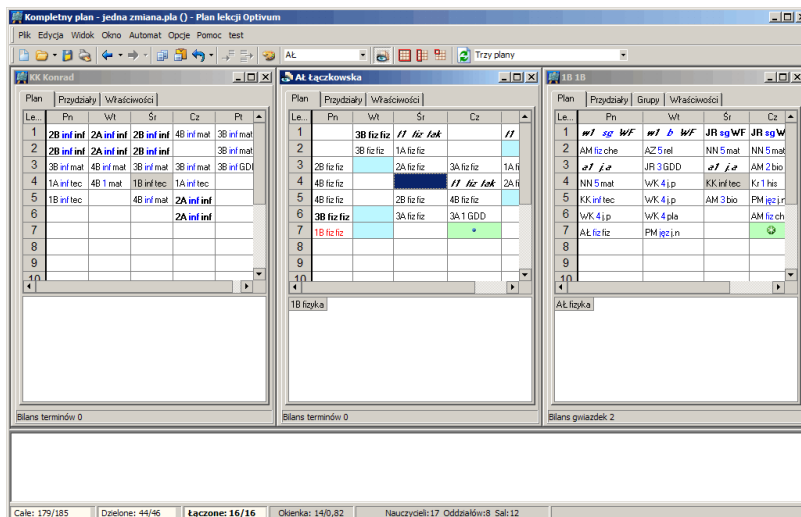 Kompletny plan - jedna zmiana.pla () - Plan lekcji Optivum
Plik Edycja Widok Okno Automat Opcje Pomoc test
AŁ Trzy plany
KK Konrad
Plan Przydziały Właściwości
Le... Pn Wt Śr Cz Pt
1 2B inf inf 2A inf inf 2B inf inf 4B inf mat 3B inf mat
2 2B inf inf 2B inf inf 2B inf inf 3B inf mat
3 3B inf mat 4B inf mat 3B inf mat 3B inf mat 3B inf GDI
4 1A inf tec 4B 1 mat 1B inf tec 1A inf tec
5 1B inf tec 4B inf mat 2A inf inf
6 2A inf inf
7
8
9
10
Bilans terminów 0
AŁ Łączkowska
Plan Przydziały Właściwości
Le... Pn Wt Śr Cz
1 3B fiz fiz f1 fiz fak f1
2 3B fiz fiz 1A fiz fiz
3 2B fiz fiz 2A fiz fiz 3A fiz fiz 1A fi
4 4B fiz fiz f1 fiz fak 2A fi
5 4B fiz fiz 2B fiz fiz 4B fiz fiz
6 3B fiz fiz 3A fiz fiz 3A 1 GDD
7 1B fiz fiz
8
9
10
1B fizyka
Bilans terminów 0
1B 1B
Plan Przydziały Grupy Właściwości
Le... Pn Wt Śr Cz
1 w1 sg WF w1 b WF JR sg WF JR sg W
2 AM fiz che AZ 5 rel NN 5 mat NN 5 mat
3 a1 j.a JR 3 GDD a1 j.a AM 2 bio
4 NN 5 mat WK 4 j.p KK inf tec Kr 1 his
5 KK inf tec WK 4 j.p AM 3 bio PM jęz j.n
6 WK 4 j.p WK 4 pla AM fiz ch
7 AŁ fiz fiz PM jęz j.n
8
9
10
AŁ fizyka
Bilans gwiazdek 2
Całe: 179/185 Dzielone: 44/46 Łączone: 16/16 Okienka: 14/0,82 Nauczycieli:17 Oddziałów:8 Sal:12